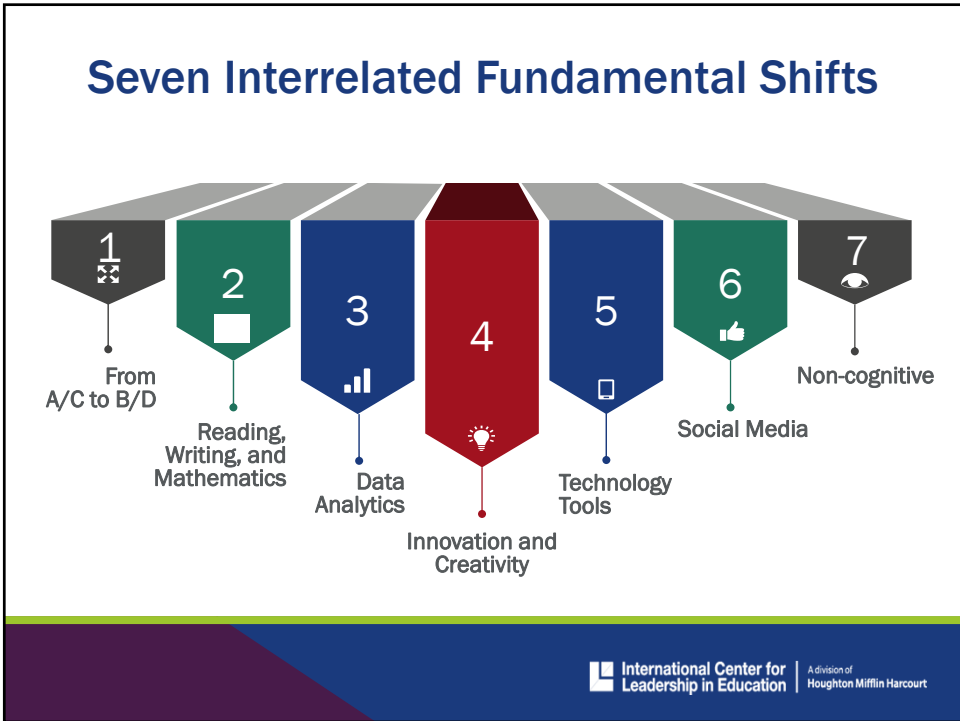 Seven Interrelated Fundamental Shifts
1
2
3
4
5
6
7
From
A/C to B/D
Reading,
Writing, and
Mathematics
Data
Analytics
Innovation and
Creativity
Technology
Tools
Social Media
Non-cognitive
International Center for
Leadership in Education
A division of
Houghton Mifflin Harcourt